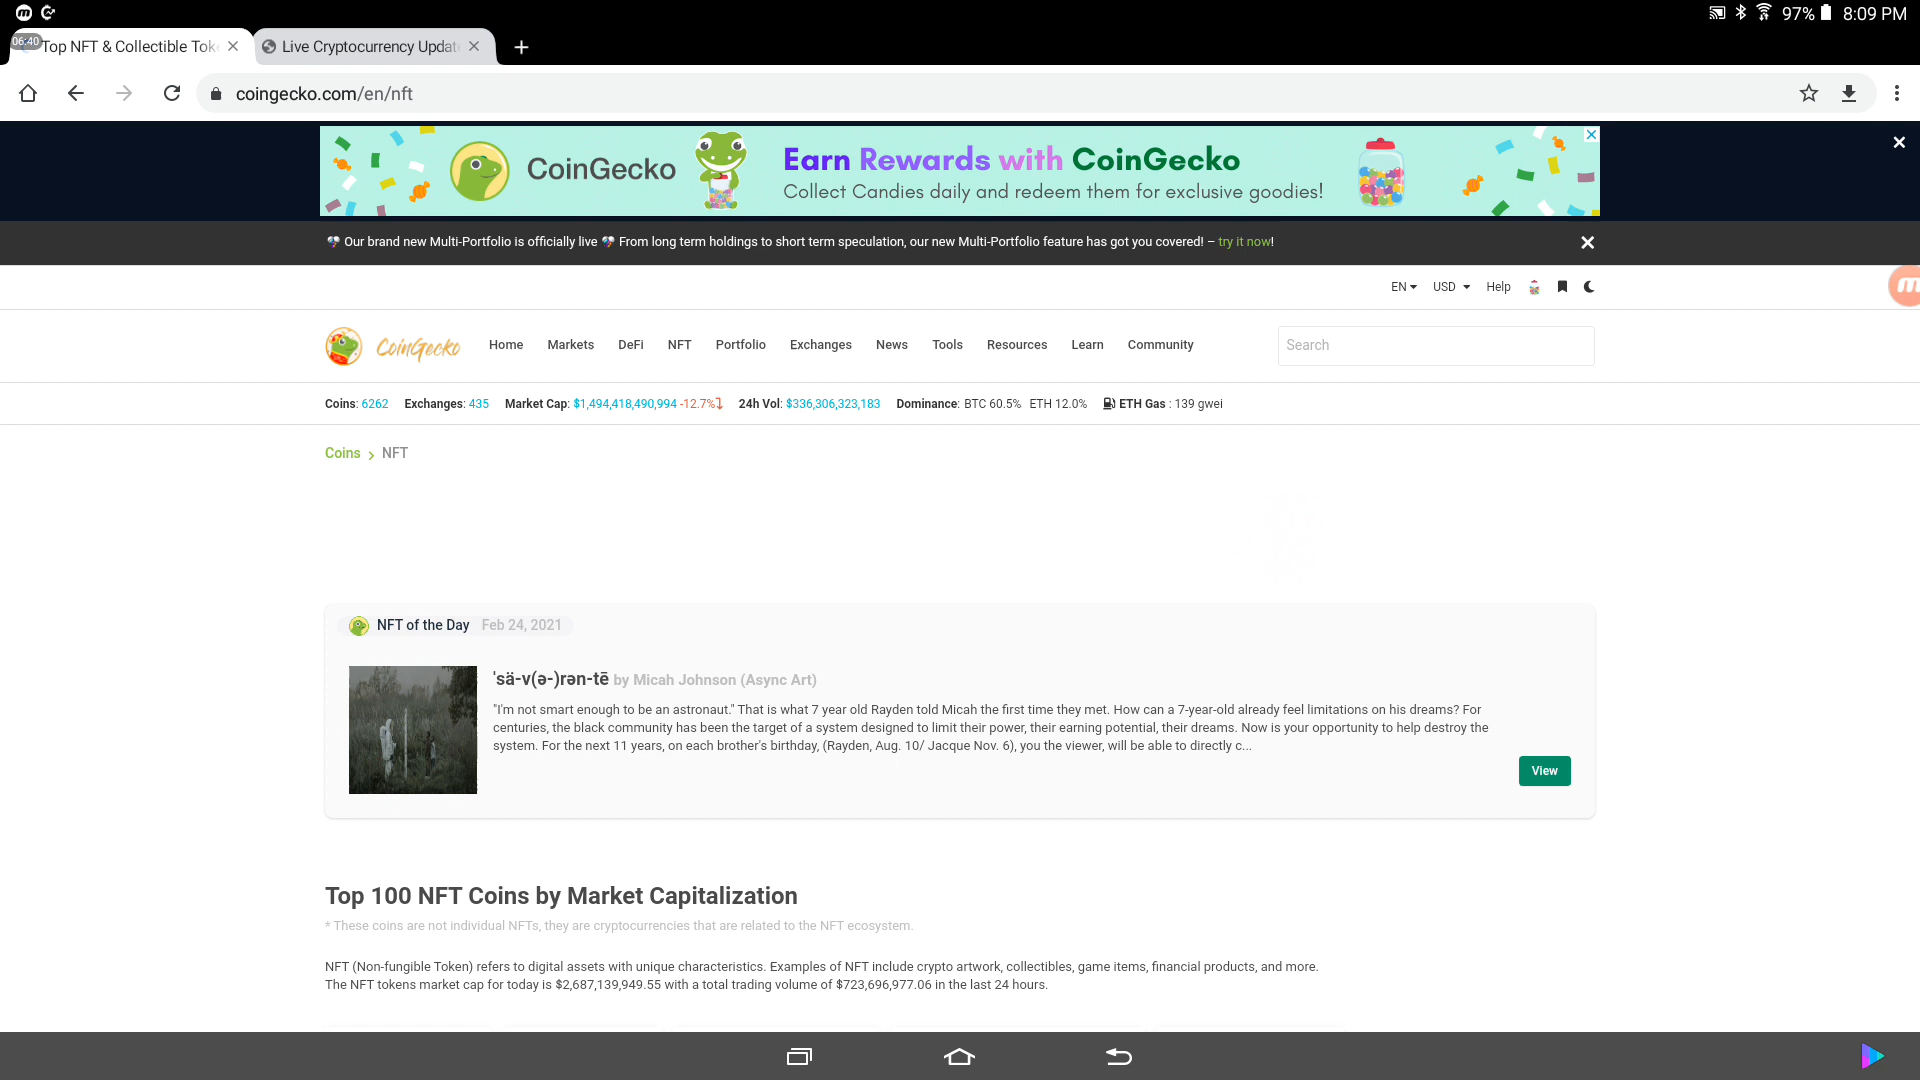 97% 8:09 PM
06:40
Top NFT & Collectible Tok
Live Cryptocurrency Updat
coingecko.com/en/nft
CoinGecko
Earn Rewards with CoinGecko
Collect Candies daily and redeem them for exclusive goodies!
Our brand new Multi-Portfolio is officially live From long term holdings to short term speculation, our new Multi-Portfolio feature has got you covered! – try it now!
EN USD Help
CoinGecko Home Markets DeFi NFT Portfolio Exchanges News Tools Resources Learn Community Search
Coins: 6262 Exchanges: 435 Market Cap: $1,494,418,490,994 -12.7% 24h Vol: $336,306,323,183 Dominance: BTC 60.5% ETH 12.0% ETH Gas : 139 gwei
Coins > NFT
NFT of the Day Feb 24, 2021
'sä-v(ə-)rən-tē by Micah Johnson (Async Art)
"I'm not smart enough to be an astronaut." That is what 7 year old Rayden told Micah the first time they met. How can a 7-year-old already feel limitations on his dreams? For
centuries, the black community has been the target of a system designed to limit their power, their earning potential, their dreams. Now is your opportunity to help destroy the
system. For the next 11 years, on each brother's birthday, (Rayden, Aug. 10/ Jacque Nov. 6), you the viewer, will be able to directly c...
View
Top 100 NFT Coins by Market Capitalization
* These coins are not individual NFTs, they are cryptocurrencies that are related to the NFT ecosystem.
NFT (Non-fungible Token) refers to digital assets with unique characteristics. Examples of NFT include crypto artwork, collectibles, game items, financial products, and more.
The NFT tokens market cap for today is $2,687,139,949.55 with a total trading volume of $723,696,977.06 in the last 24 hours.